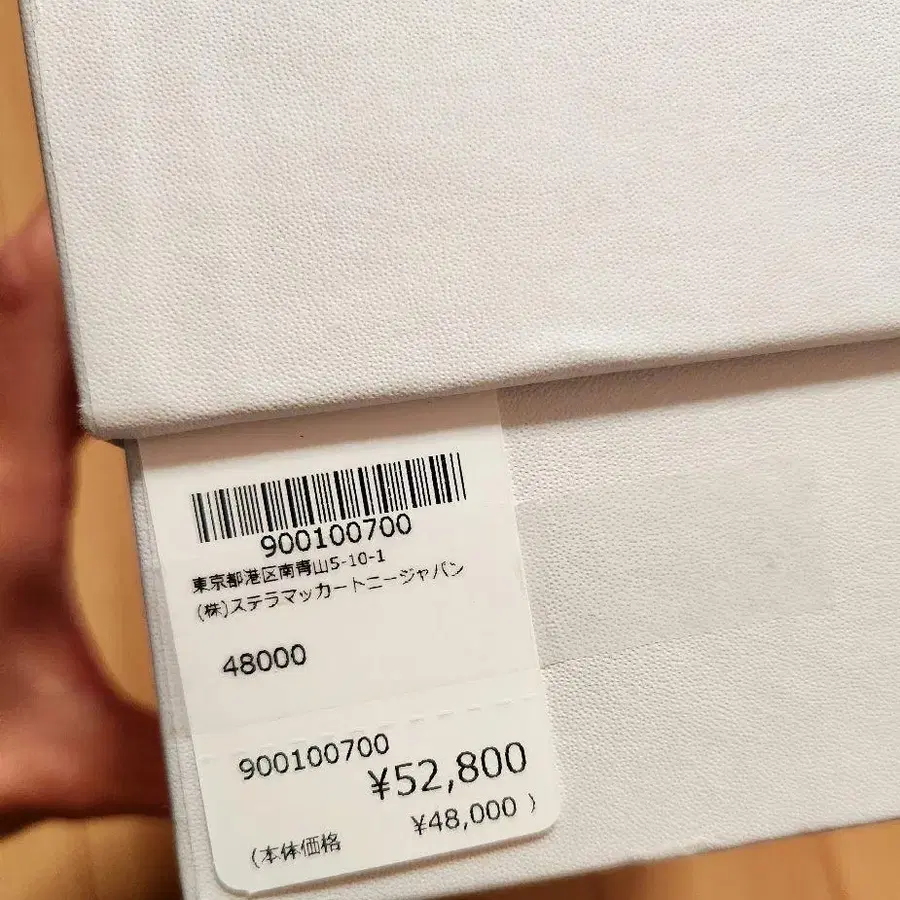 900100700
東京都港区南青山5-10-1
(株)ステラマッカートニージャパン
48000
900100700
¥52,800
(本体価格 ¥48,000 )